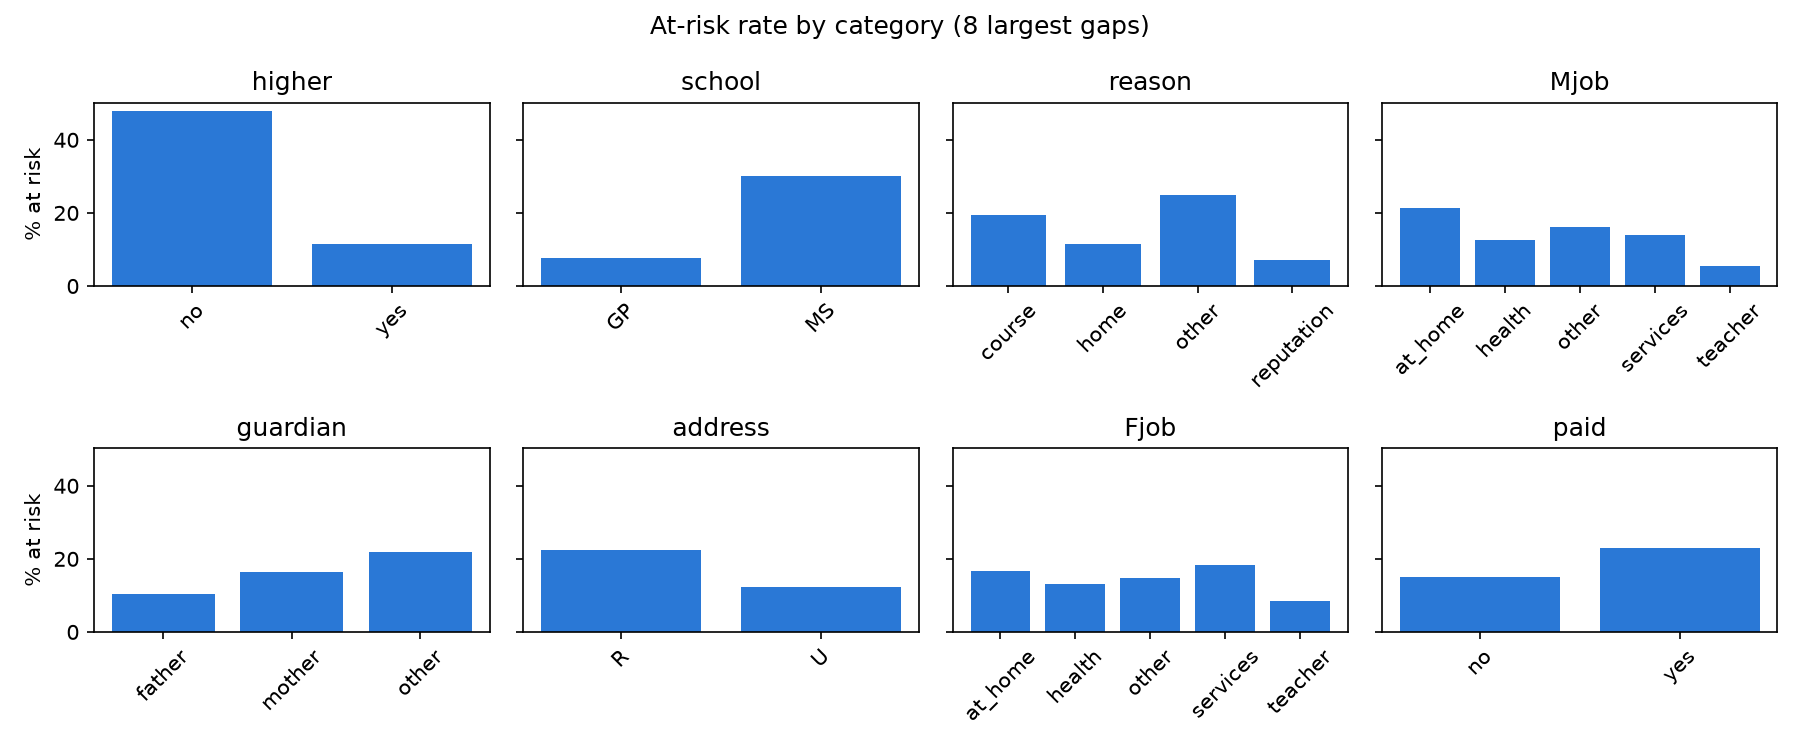 At-risk rate by category (8 largest gaps)
higher
school
reason
Mjob
% at risk
40
20
0
no
yes
GP
MS
course
home
other
reputation
at_home
health
other
services
teacher
guardian
address
Fjob
paid
% at risk
40
20
0
father
mother
other
R
U
at_home
health
other
services
teacher
no
yes